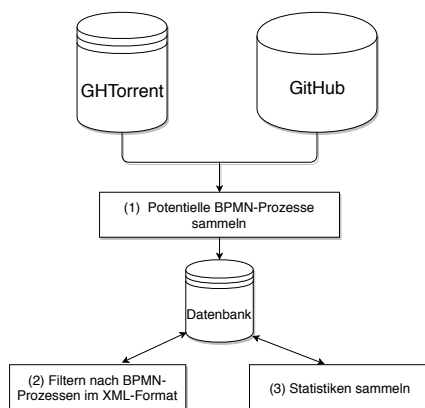 GHTorrent
GitHub
(1) Potentielle BPMN-Prozesse
sammeln
Datenbank
(2) Filtern nach BPMN-
Prozessen im XML-Format
(3) Statistiken sammeln